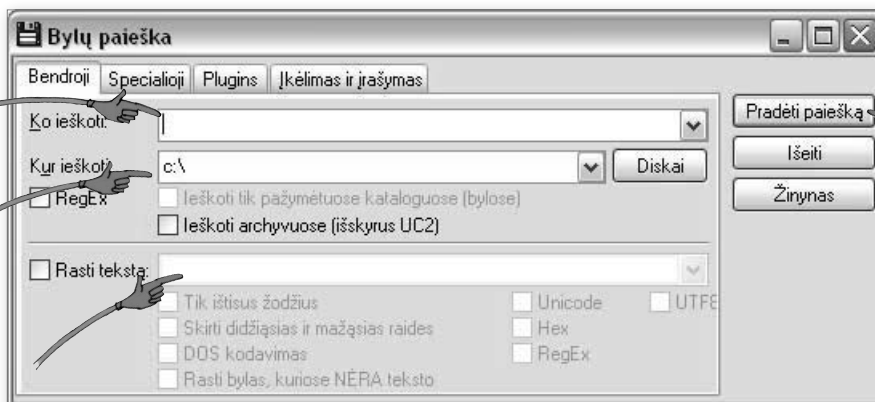 Bylų paieška
Bendroji Specialioji Plugins Įkėlimas ir įrašymas
Ko ieškoti:
Pradėti paiešką
Kur ieškoti: c:\ Diskai
Išeiti
RegEx Ieškoti tik pažymėtuose kataloguose (bylose)
Žinynas
Ieškoti archyvuose (išskyrus UC2)
Rasti tekstą:
Tik ištisus žodžius Unicode UTF8
Skirti didžiąsias ir mažąsias raides Hex
DOS kodavimas RegEx
Rasti bylas, kuriose NĖRA teksto